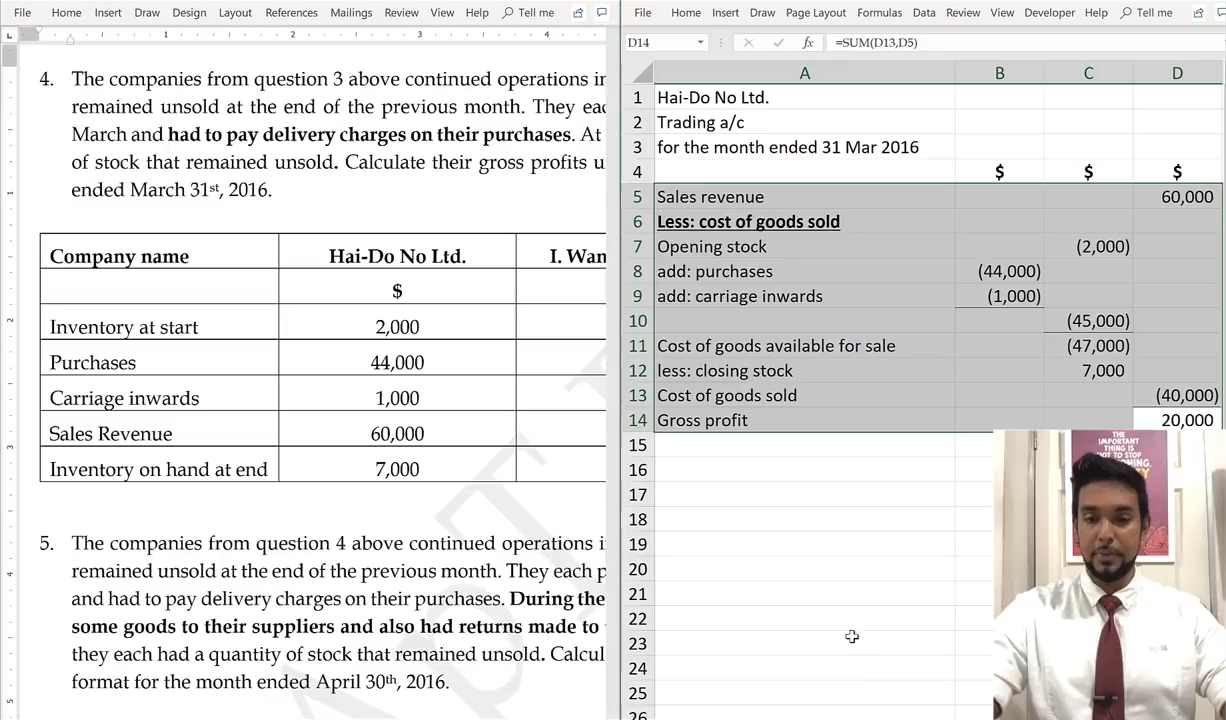 File Home Insert Draw Design Layout References Mailings Review View Help Tell me
1 2 3 4
4. The companies from question 3 above continued operations in
remained unsold at the end of the previous month. They eac
March and had to pay delivery charges on their purchases. At
of stock that remained unsold. Calculate their gross profits u
ended March 31st, 2016.
Company name Hai-Do No Ltd. I. Wan
$
Inventory at start 2,000
Purchases 44,000
Carriage inwards 1,000
Sales Revenue 60,000
Inventory on hand at end 7,000
5. The companies from question 4 above continued operations i
remained unsold at the end of the previous month. They each p
and had to pay delivery charges on their purchases. During the
some goods to their suppliers and also had returns made to
they each had a quantity of stock that remained unsold. Calcul
format for the month ended April 30th, 2016.
File Home Insert Draw Page Layout Formulas Data Review View Developer Help Tell me
D14 fx =SUM(D13,D5)
A B C D
1 Hai-Do No Ltd.
2 Trading a/c
3 for the month ended 31 Mar 2016
4 $ $ $
5 Sales revenue 60,000
6 Less: cost of goods sold
7 Opening stock (2,000)
8 add: purchases (44,000)
9 add: carriage inwards (1,000)
10 (45,000)
11 Cost of goods available for sale (47,000)
12 less: closing stock 7,000
13 Cost of goods sold (40,000)
14 Gross profit 20,000
15
16
17
18
19
20
21
22
23
24
25
26
THE
IMPORTANT
THING IS
NOT TO STOP